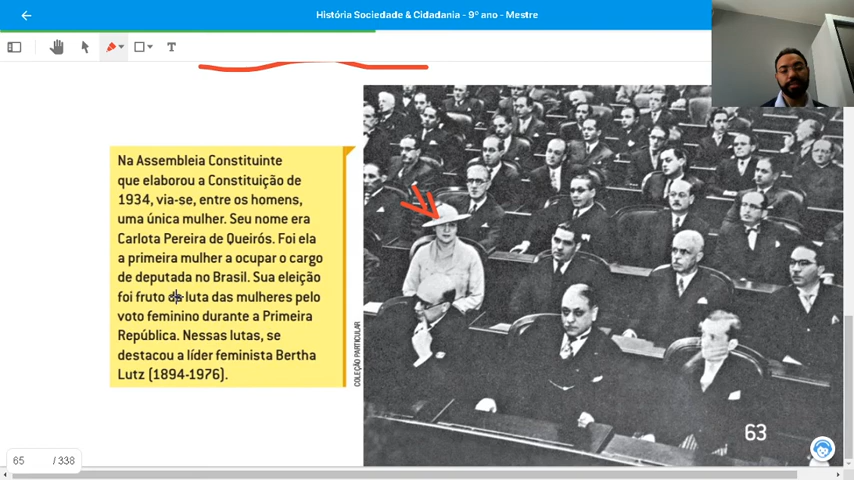 História Sociedade & Cidadania - 9º ano - Mestre
T
Na Assembleia Constituinte
que elaborou a Constituição de
1934, via-se, entre os homens,
uma única mulher. Seu nome era
Carlota Pereira de Queirós. Foi ela
a primeira mulher a ocupar o cargo
de deputada no Brasil. Sua eleição
foi fruto da luta das mulheres pelo
voto feminino durante a Primeira
República. Nessas lutas, se
destacou a líder feminista Bertha
Lutz (1894-1976).
COLEÇÃO PARTICULAR
63
65 / 338